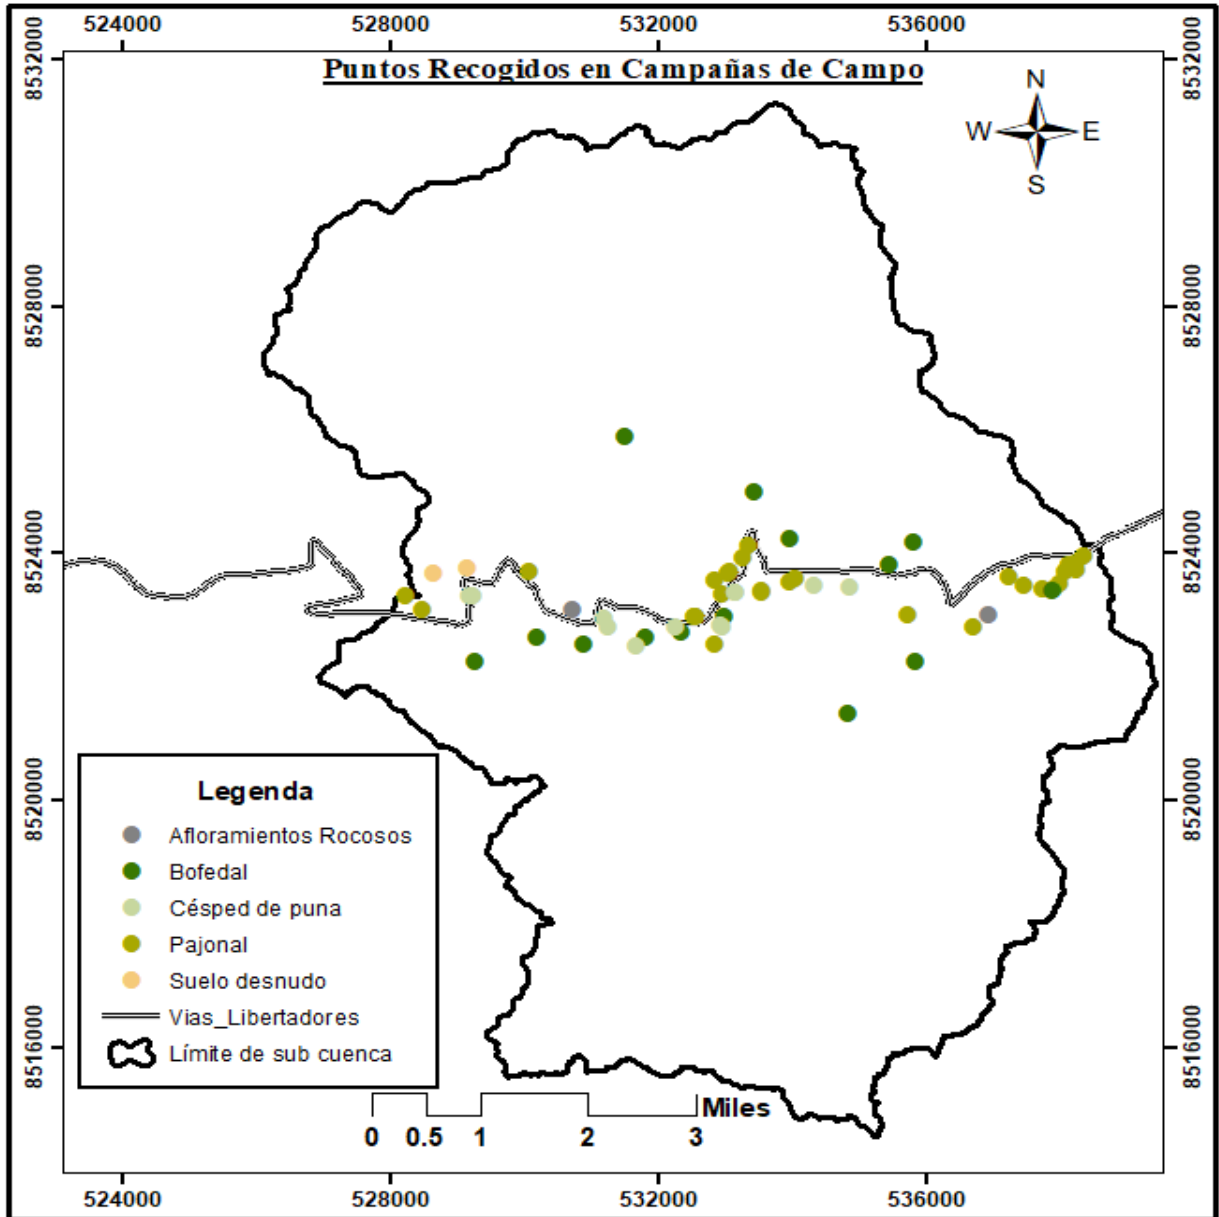 524000 528000 532000 536000
8532000 8532000
Puntos Recogidos en Campañas de Campo
N
W E
S
8528000 8528000
8524000 8524000
8520000 8520000
8516000 8516000
Legenda
Afloramientos Rocosos
Bofedal
Césped de puna
Pajonal
Suelo desnudo
Vias_Libertadores
Límite de sub cuenca
Miles
0 0.5 1 2 3
524000 528000 532000 536000